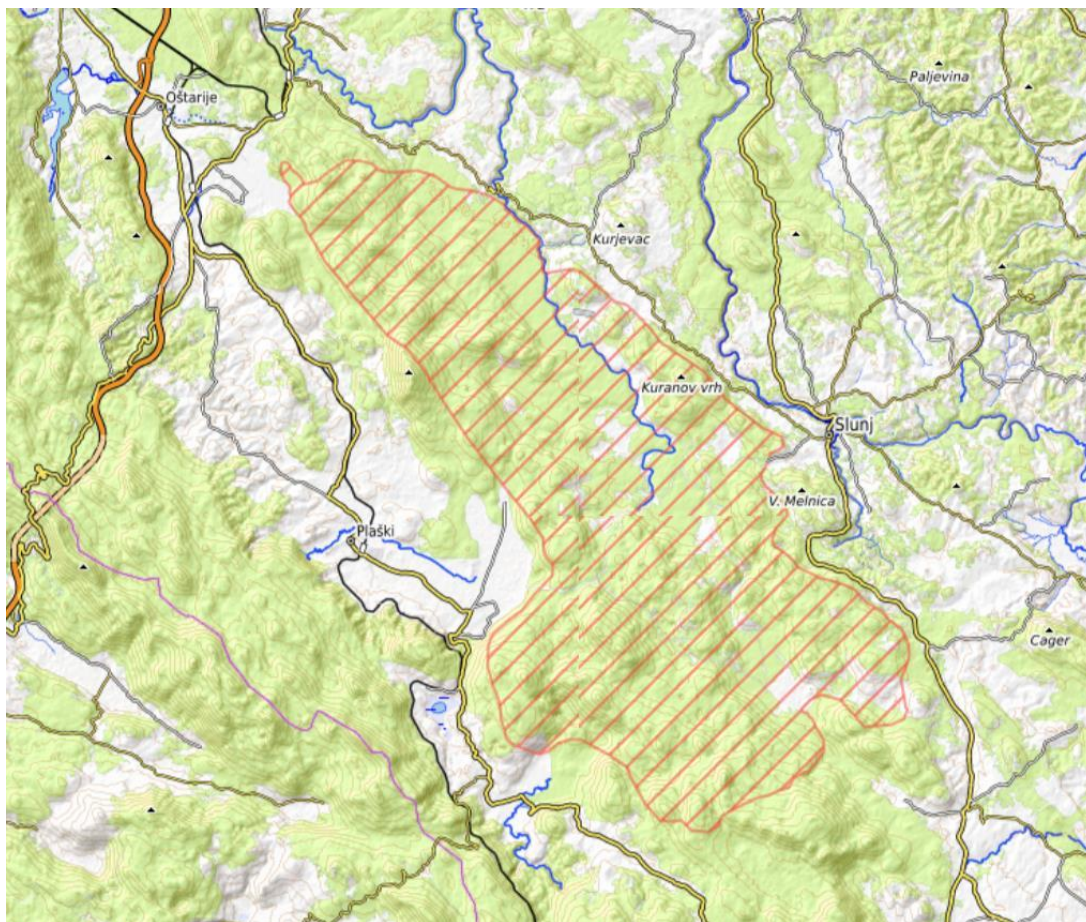 Oštarije
Paljevina
Kurjevac
Kuranov vrh
Slunj
V. Melnica
Plaški
Cager